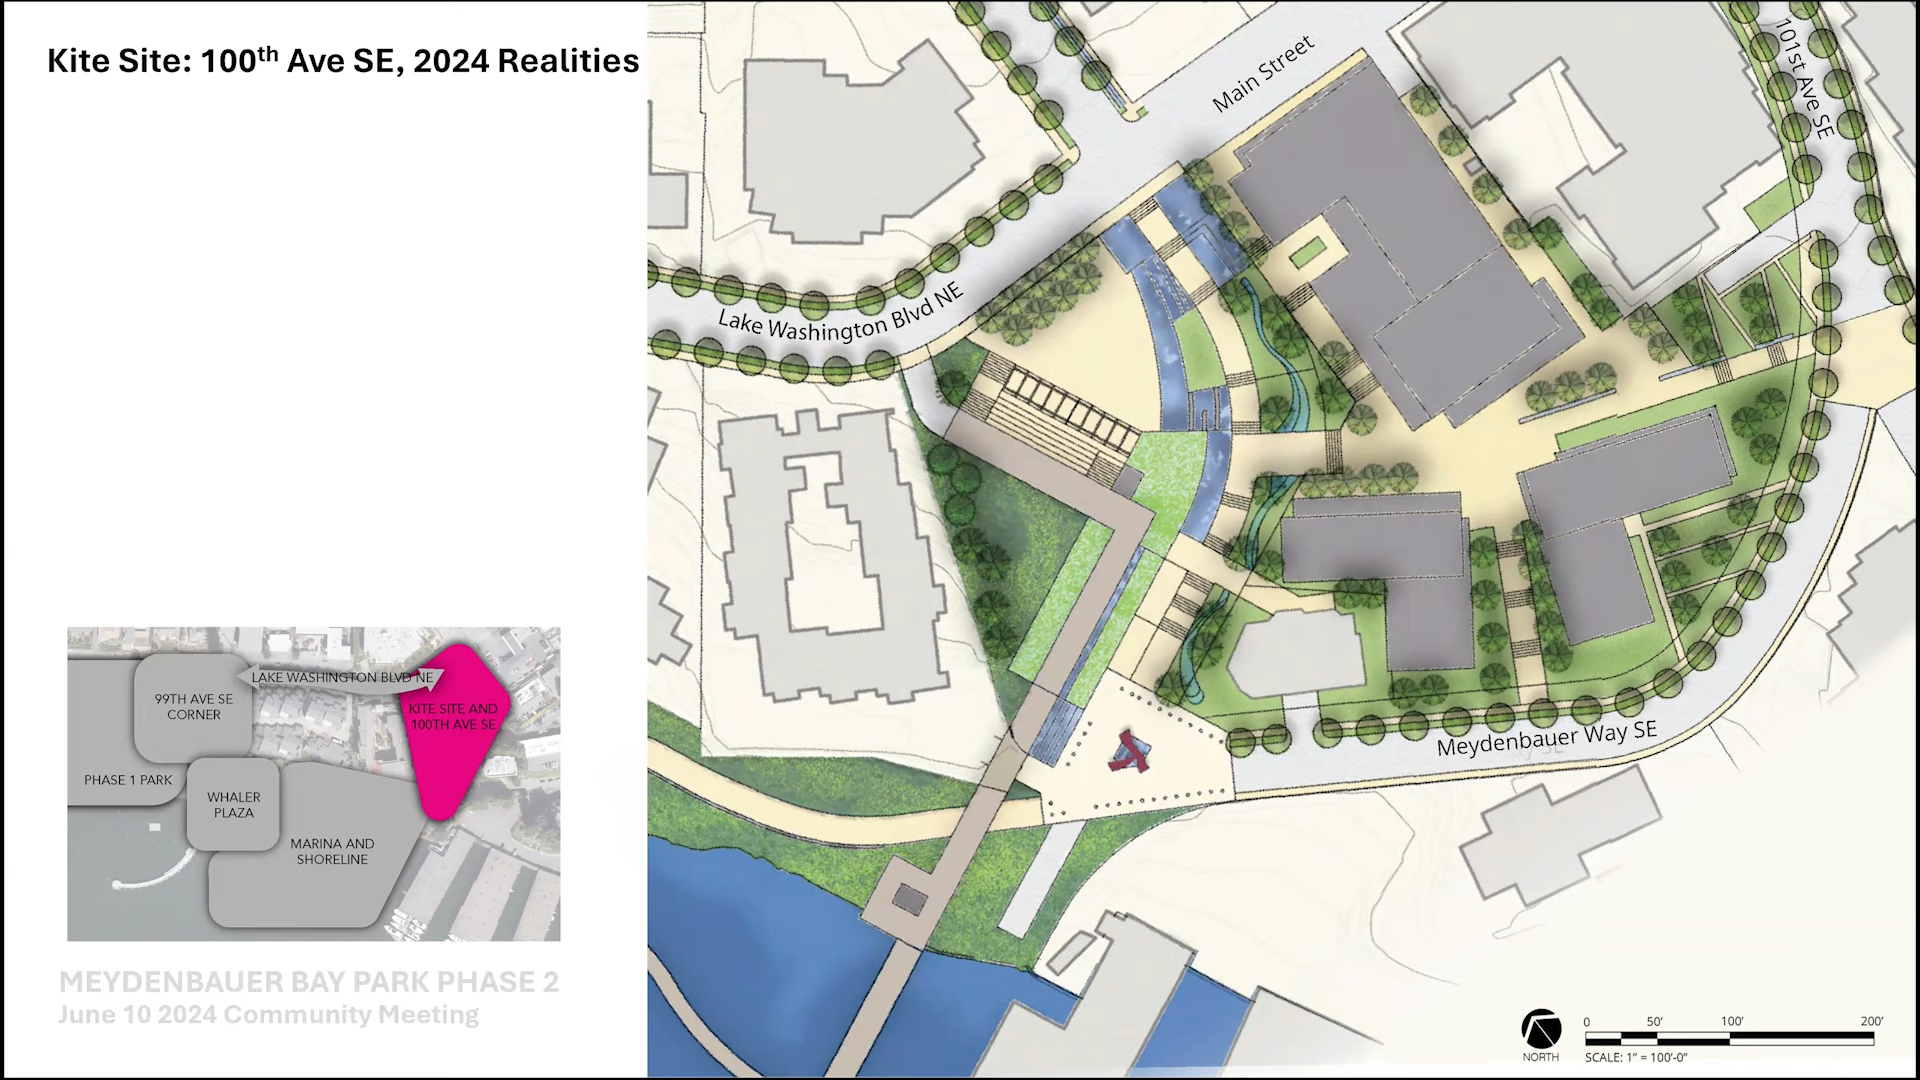 Kite Site: 100th Ave SE, 2024 Realities
Main Street
101st Ave SE
Lake Washington Blvd NE
Meydenbauer Way SE
LAKE WASHINGTON BLVD NE
99TH AVE SE
CORNER
KITE SITE AND
100TH AVE SE
PHASE 1 PARK
WHALER
PLAZA
MARINA AND
SHORELINE
MEYDENBAUER BAY PARK PHASE 2
June 10 2024 Community Meeting
NORTH
0 50' 100' 200'
SCALE: 1" = 100'-0"